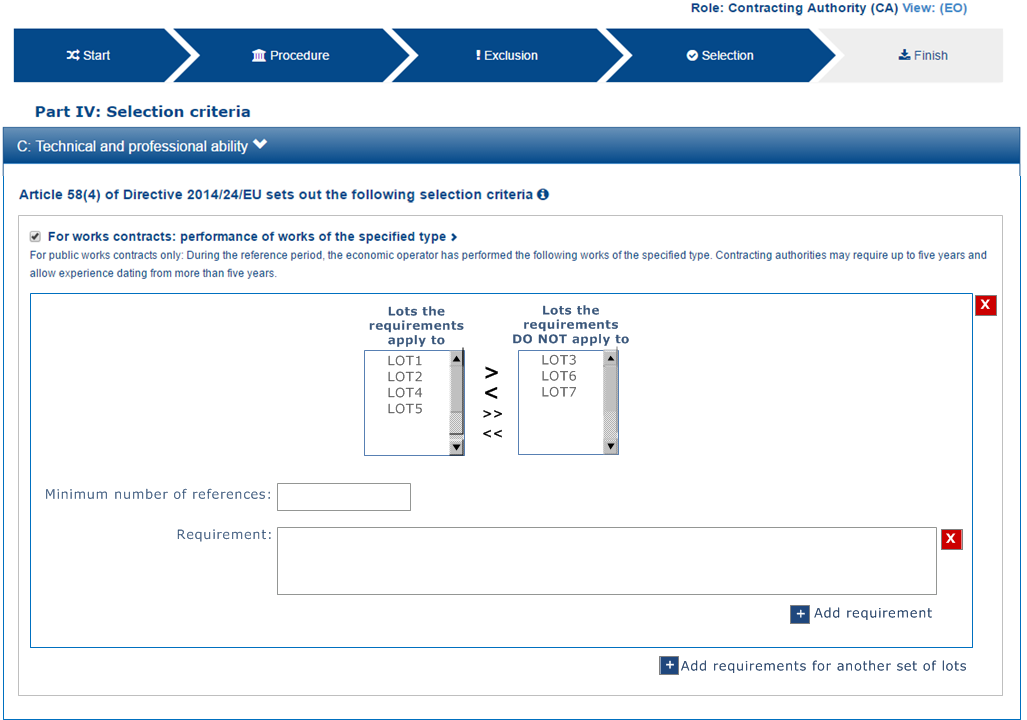 Role: Contracting Authority (CA) View: (EO)
Start
Procedure
! Exclusion
Selection
Finish
Part IV: Selection criteria
C: Technical and professional ability
Article 58(4) of Directive 2014/24/EU sets out the following selection criteria
For works contracts: performance of works of the specified type >
For public works contracts only: During the reference period, the economic operator has performed the following works of the specified type. Contracting authorities may require up to five years and
allow experience dating from more than five years.
X
Lots the
requirements
apply to
LOT1
LOT2
LOT4
LOT5
>
<
>>
<<
Lots the
requirements
DO NOT apply to
LOT3
LOT6
LOT7
Minimum number of references:
Requirement:
X
+ Add requirement
+ Add requirements for another set of lots